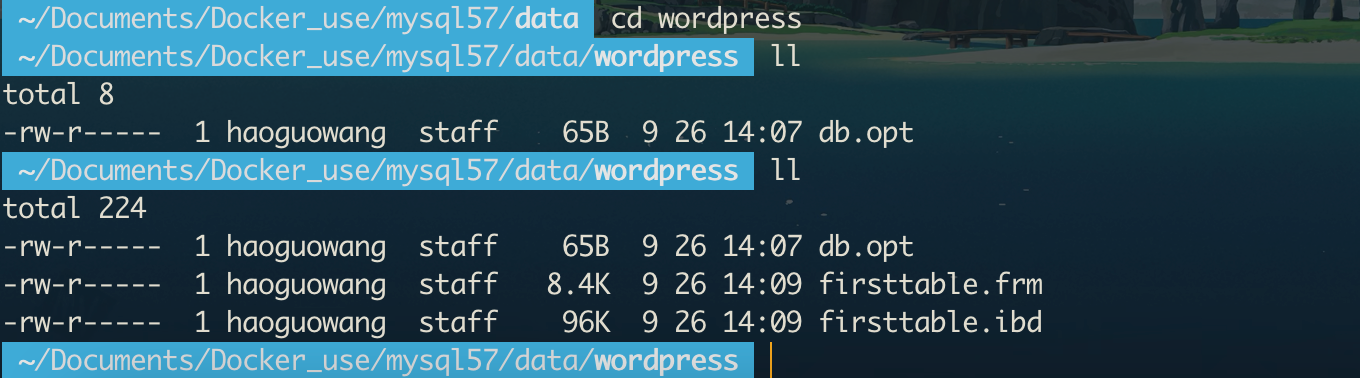 ~/Documents/Docker_use/mysql57/data cd wordpress
~/Documents/Docker_use/mysql57/data/wordpress ll
total 8
-rw-r-----  1 haoguowang  staff    65B  9 26 14:07 db.opt
~/Documents/Docker_use/mysql57/data/wordpress ll
total 224
-rw-r-----  1 haoguowang  staff    65B  9 26 14:07 db.opt
-rw-r-----  1 haoguowang  staff   8.4K  9 26 14:09 firsttable.frm
-rw-r-----  1 haoguowang  staff    96K  9 26 14:09 firsttable.ibd
~/Documents/Docker_use/mysql57/data/wordpress